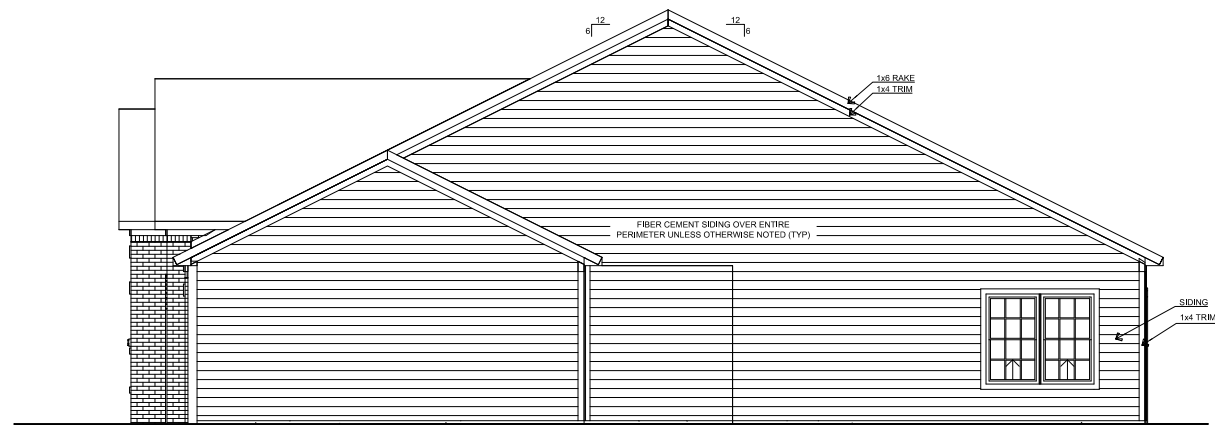 12
6
12
6
1x6 RAKE
1x4 TRIM
FIBER CEMENT SIDING OVER ENTIRE
PERIMETER UNLESS OTHERWISE NOTED (TYP)
SIDING
1x4 TRIM